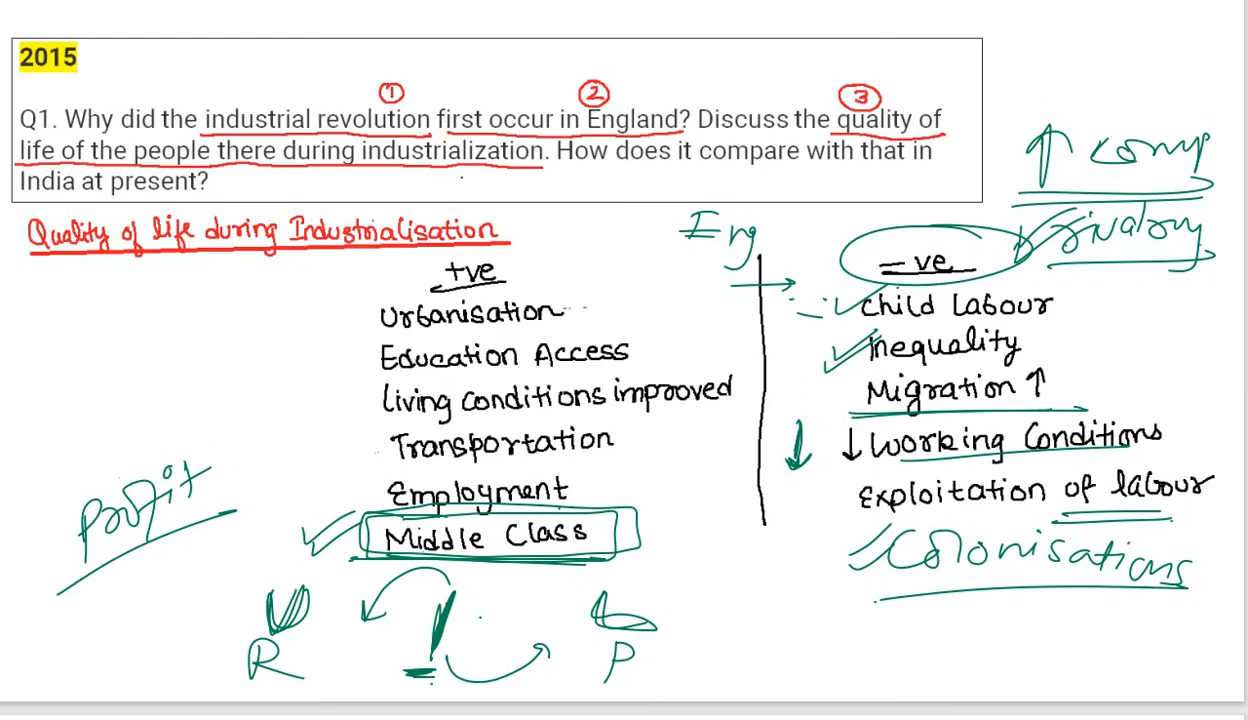 2015
① ② ③
Q1. Why did the industrial revolution first occur in England? Discuss the quality of
life of the people there during industrialization. How does it compare with that in
India at present?
↑ comp
rivalry
Quality of life during Industrialisation
Eng
+ve
Urbanisation
Education Access
Living conditions improved
Transportation
Employment
Middle Class
Profit
R
P
-ve
Child Labour
Inequality
Migration ↑
↓ Working Conditions
Exploitation of labour
Colonisations